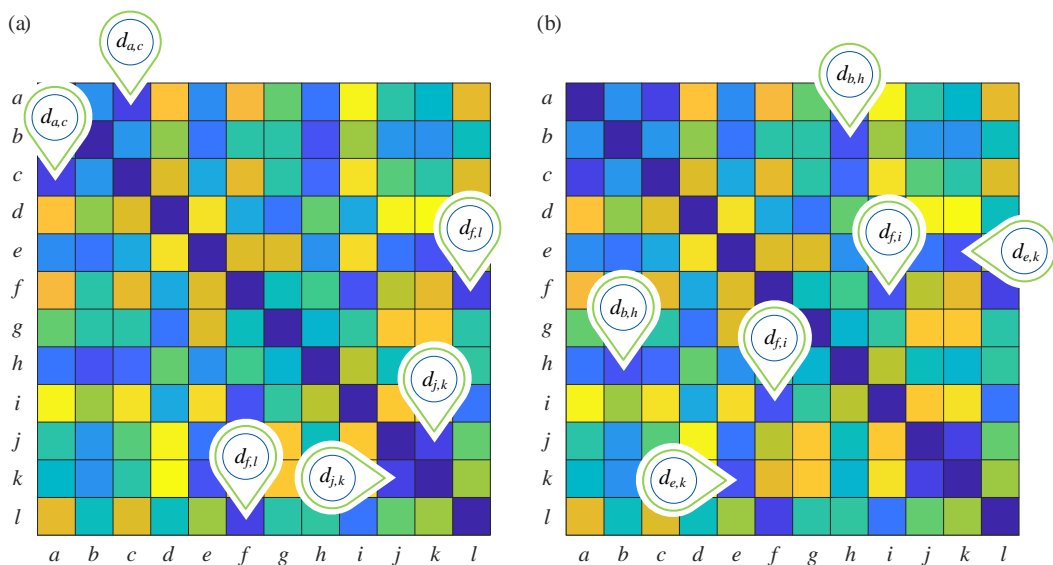 (a)
(b)
d_{a,c}
d_{a,c}
d_{f,l}
d_{j,k}
d_{f,l}
d_{j,k}
a
b
c
d
e
f
g
h
i
j
k
l
a b c d e f g h i j k l
d_{b,h}
d_{f,i}
d_{e,k}
d_{b,h}
d_{f,i}
d_{e,k}
a
b
c
d
e
f
g
h
i
j
k
l
a b c d e f g h i j k l